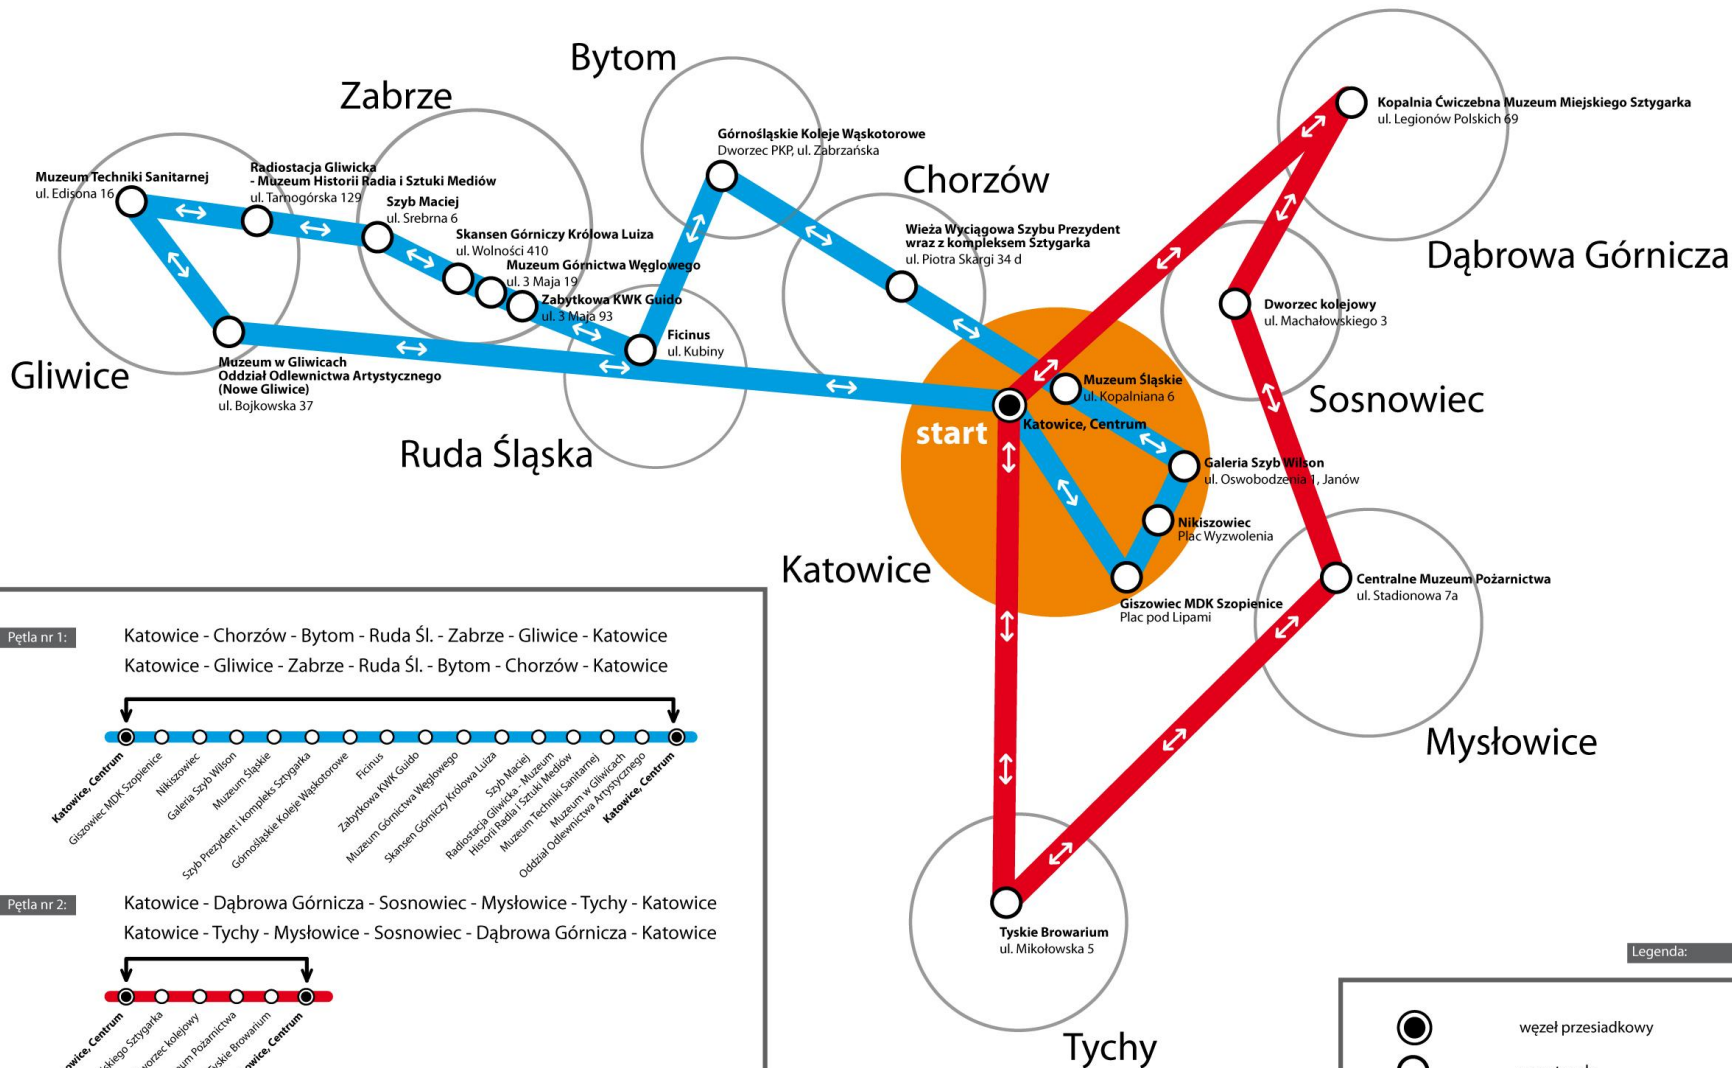 Bytom
Zabrze
Chorzów
Gliwice
Ruda Śląska
Katowice
Dąbrowa Górnicza
Sosnowiec
Mysłowice
Tychy
Muzeum Techniki Sanitarnej
ul. Edisona 16
Radiostacja Gliwicka
- Muzeum Historii Radia i Sztuki Mediów
ul. Tarnogórska 129
Szyb Maciej
ul. Srebrna 6
Skansen Górniczy Królowa Luiza
ul. Wolności 410
Muzeum Górnictwa Węglowego
ul. 3 Maja 19
Zabytkowa KWK Guido
ul. 3 Maja 93
Ficinus
ul. Kubiny
Muzeum w Gliwicach
Oddział Odlewnictwa Artystycznego
(Nowe Gliwice)
ul. Bojkowska 37
Górnośląskie Koleje Wąskotorowe
Dworzec PKP, ul. Zabrzańska
Wieża Wyciągowa Szybu Prezydent
wraz z kompleksem Sztygarka
ul. Piotra Skargi 34 d
Kopalnia Ćwiczebna Muzeum Miejskiego Sztygarka
ul. Legionów Polskich 69
Dworzec kolejowy
ul. Machałowskiego 3
Muzeum Śląskie
ul. Kopalniana 6
start
Katowice, Centrum
Galeria Szyb Wilson
ul. Oswobodzenia 1, Janów
Nikiszowiec
Plac Wyzwolenia
Giszowiec MDK Szopienice
Plac pod Lipami
Centralne Muzeum Pożarnictwa
ul. Stadionowa 7a
Tyskie Browarium
ul. Mikołowska 5
Pętla nr 1:
Katowice - Chorzów - Bytom - Ruda Śl. - Zabrze - Gliwice - Katowice
Katowice - Gliwice - Zabrze - Ruda Śl. - Bytom - Chorzów - Katowice
Katowice, Centrum
Giszowiec MDK Szopienice
Nikiszowiec
Galeria Szyb Wilson
Muzeum Śląskie
Szyb Prezydent i kompleks Sztygarka
Górnośląskie Koleje Wąskotorowe
Ficinus
Zabytkowa KWK Guido
Muzeum Górnictwa Węglowego
Skansen Górniczy Królowa Luiza
Szyb Maciej
Radiostacja Gliwicka - Muzeum
Historii Radia i Sztuki Mediów
Muzeum Techniki Sanitarnej
Muzeum w Gliwicach
Oddział Odlewnictwa Artystycznego
Katowice, Centrum
Pętla nr 2:
Katowice - Dąbrowa Górnicza - Sosnowiec - Mysłowice - Tychy - Katowice
Katowice - Tychy - Mysłowice - Sosnowiec - Dąbrowa Górnicza - Katowice
Centrum
Sztygarka
kolejowy
Pożarnictwa
Tyskie Browarium
Centrum
Legenda:
węzeł przesiadkowy